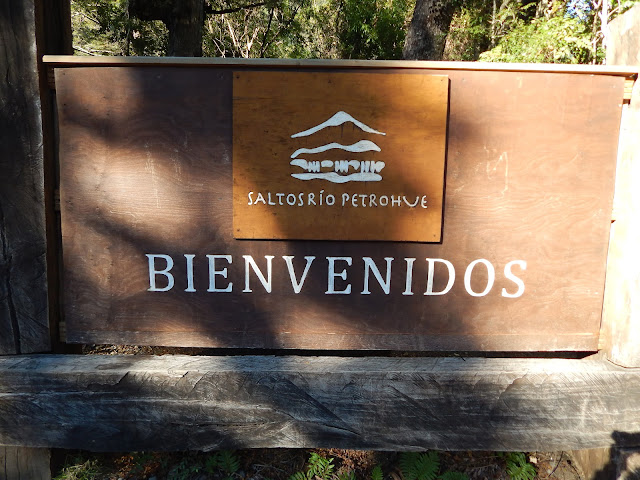 SALTOS RÍO PETROHUE
BIENVENIDOS